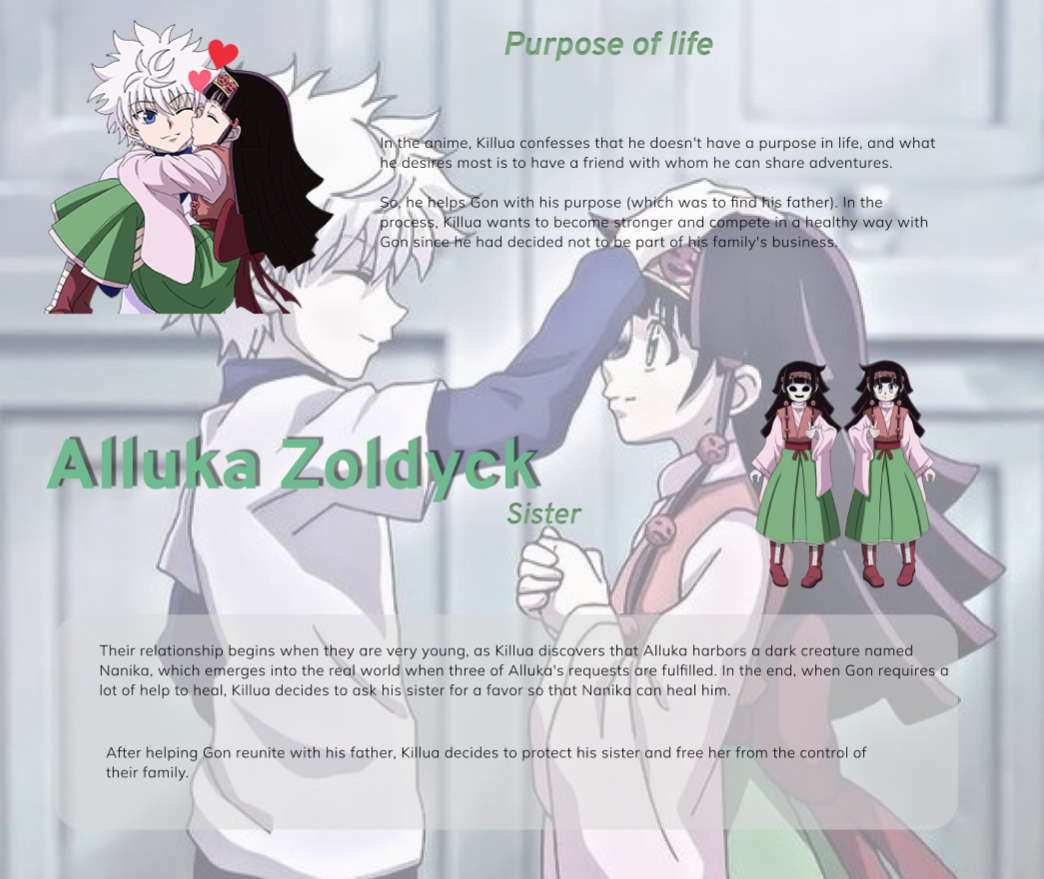 Purpose of life
In the anime, Killua confesses that he doesn't have a purpose in life, and what
he desires most is to have a friend with whom he can share adventures.
So, he helps Gon with his purpose (which was to find his father). In the
process, Killua wants to become stronger and compete in a healthy way with
Gon since he had decided not to be part of his family's business.
Alluka Zoldyck
Sister
Their relationship begins when they are very young, as Killua discovers that Alluka harbors a dark creature named
Nanika, which emerges into the real world when three of Alluka's requests are fulfilled. In the end, when Gon requires a
lot of help to heal, Killua decides to ask his sister for a favor so that Nanika can heal him.
After helping Gon reunite with his father, Killua decides to protect his sister and free her from the control of
their family.